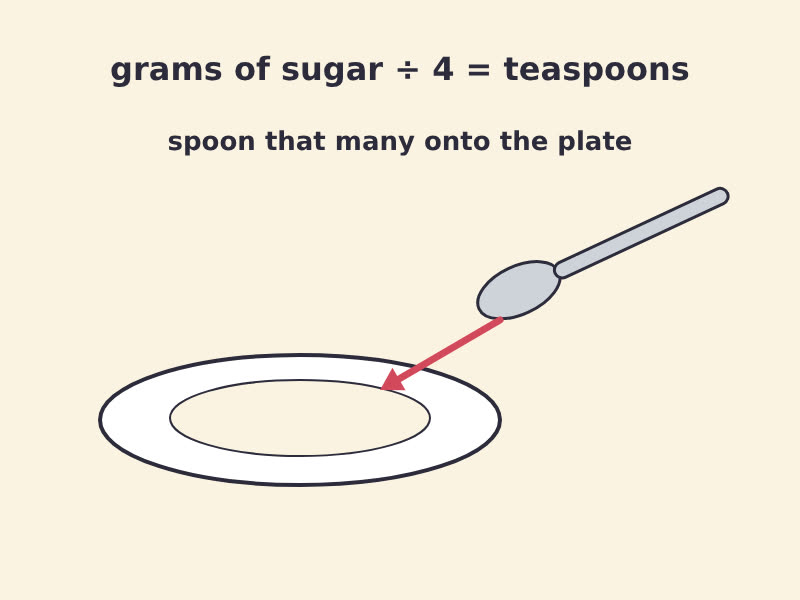 grams of sugar ÷ 4 = teaspoons
spoon that many onto the plate